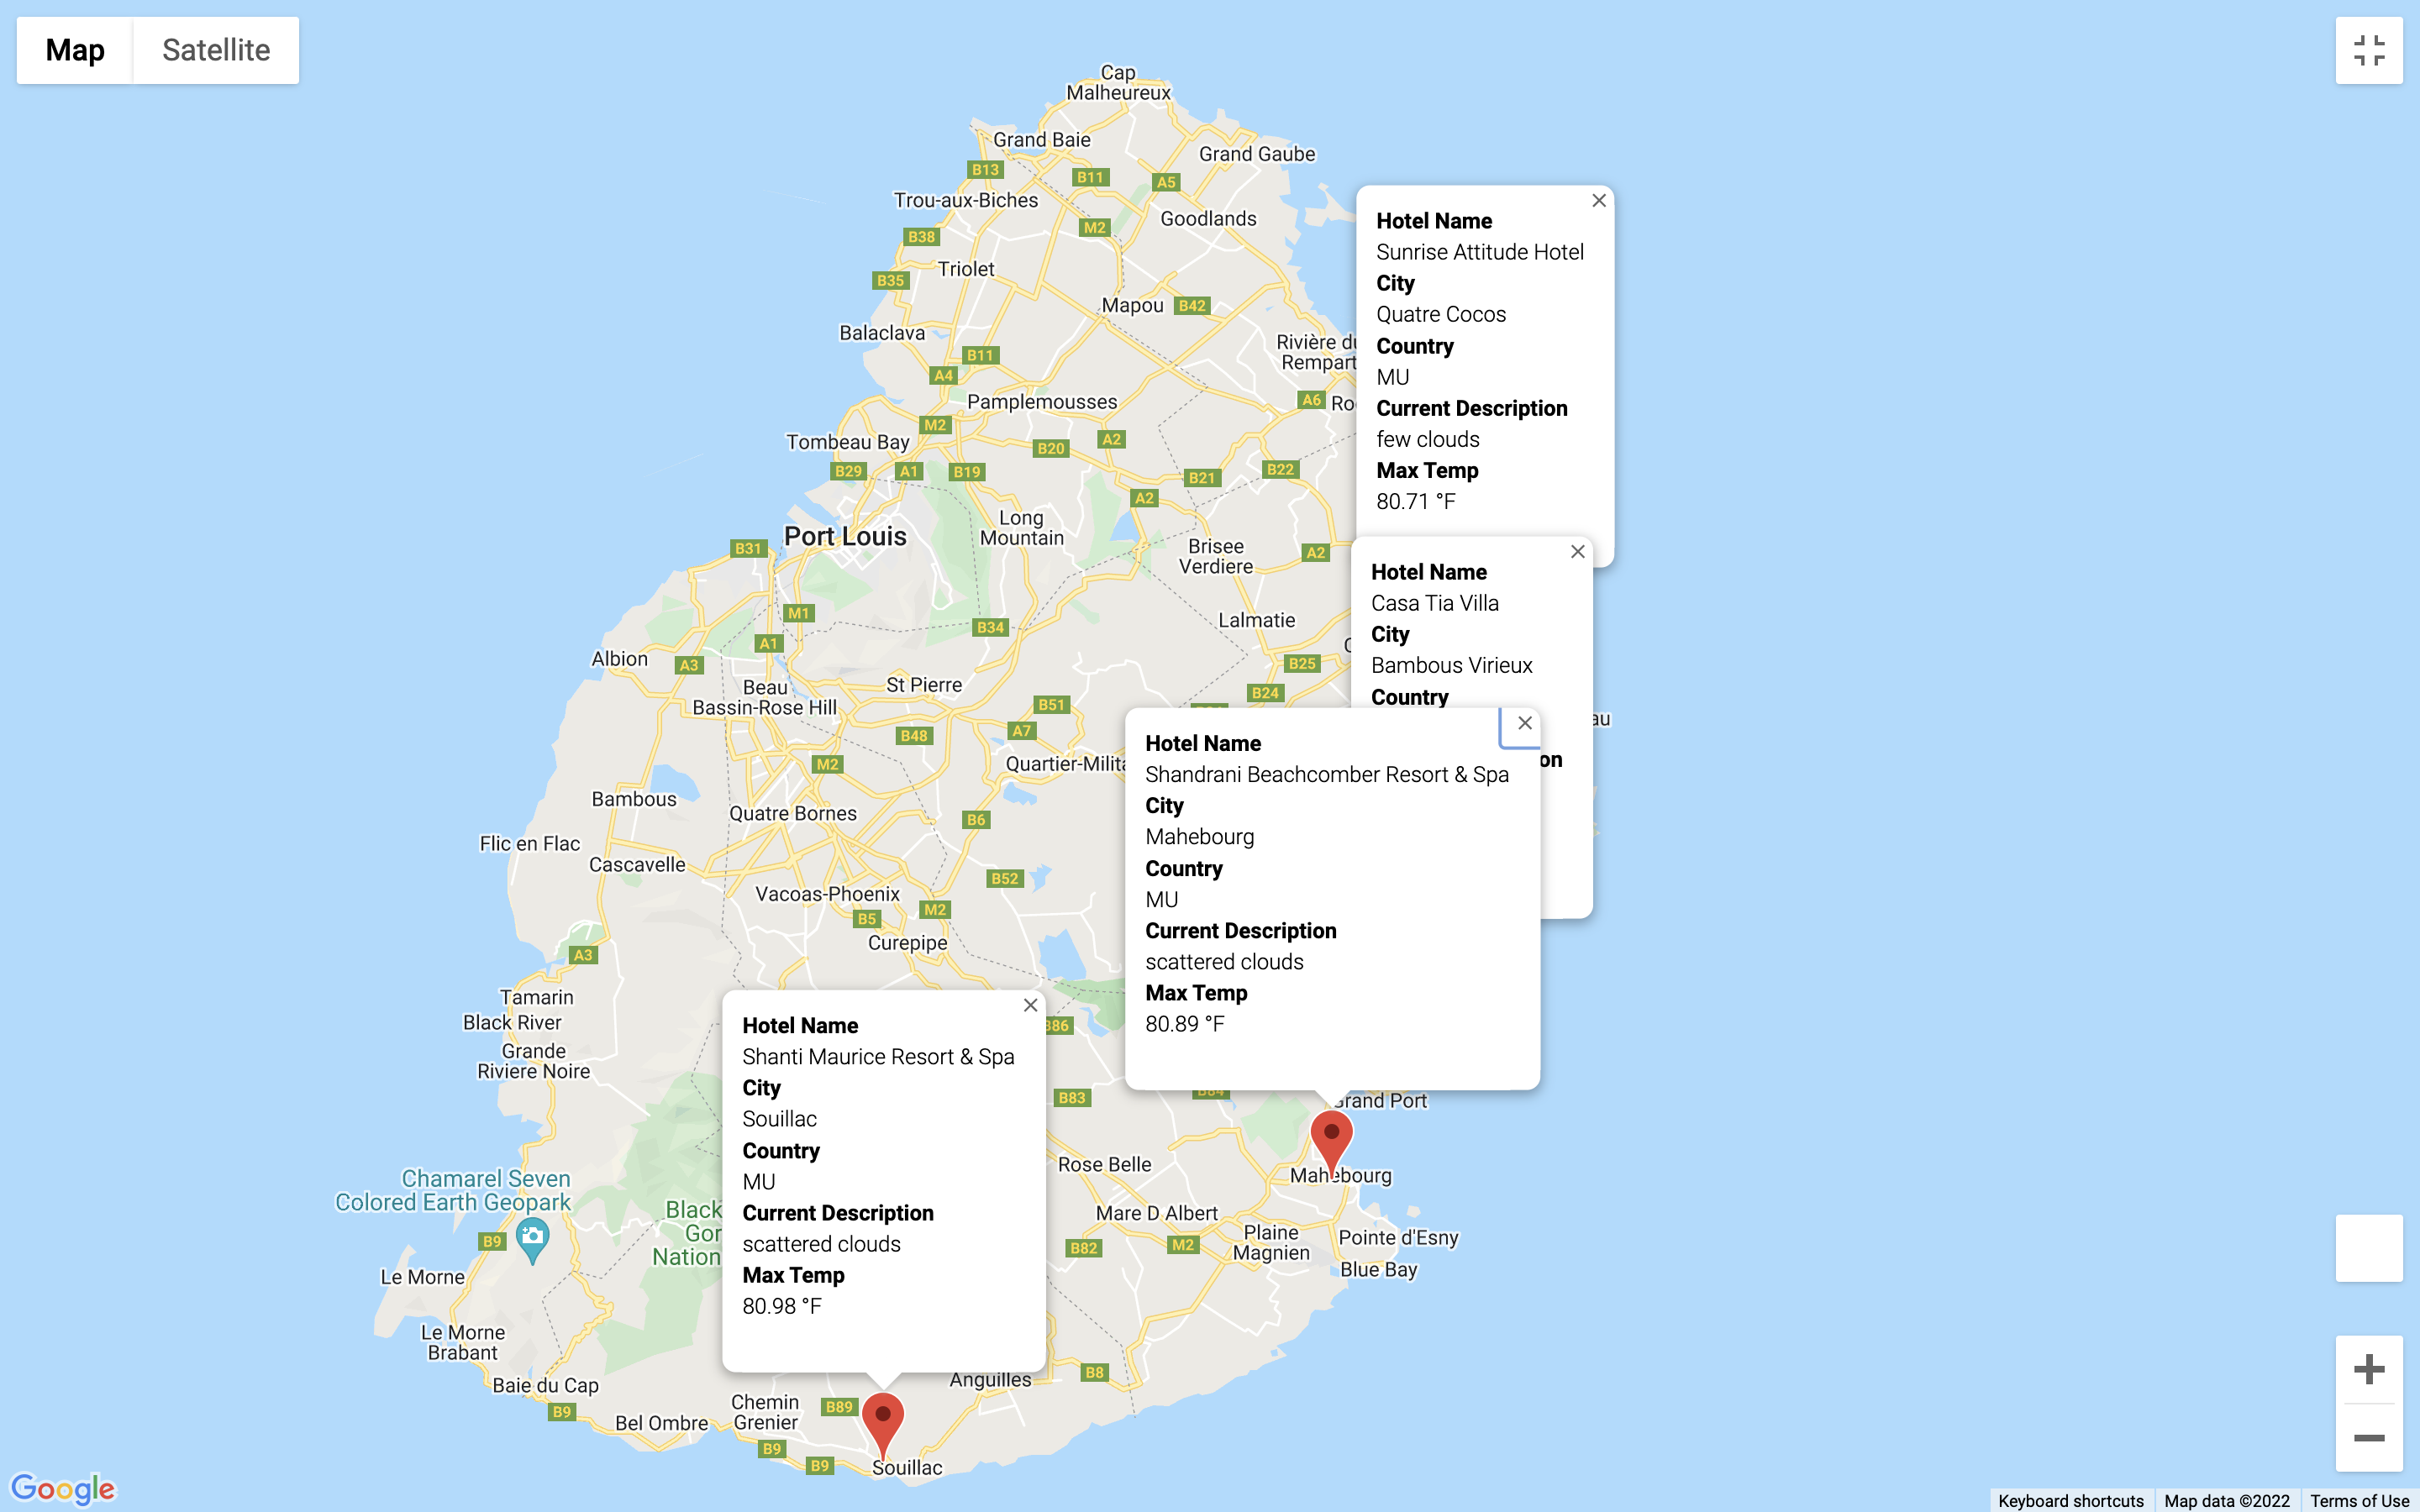 Map
Satellite
Cap
Malheureux
Grand Baie
Grand Gaube
B13
B11
A5
Trou-aux-Biches
Goodlands
M2
B38
Triolet
B35
Mapou
B42
Balaclava
Rivière du
Rempart
B11
A4
Pamplemousses
A6
M2
Tombeau Bay
B20
A2
B29
A1
B19
B21
B22
A2
Long
Mountain
Port Louis
B31
Brisee
Verdiere
A2
M1
Lalmatie
B34
A1
Albion
A3
B25
St Pierre
Beau
Bassin-Rose Hill
B24
B51
A7
B48
M2
Bambous
Quatre Bornes
B6
Flic en Flac
Cascavelle
B52
Vacoas-Phoenix
B5
M2
Curepipe
A3
Tamarin
Black River
Grande
Riviere Noire
Hotel Name
Sunrise Attitude Hotel
City
Quatre Cocos
Country
MU
Current Description
few clouds
Max Temp
80.71 °F
Hotel Name
Casa Tia Villa
City
Bambous Virieux
Country
Hotel Name
Shandrani Beachcomber Resort & Spa
City
Mahebourg
Country
MU
Current Description
scattered clouds
Max Temp
80.89 °F
Hotel Name
Shanti Maurice Resort & Spa
City
Souillac
Country
MU
Current Description
scattered clouds
Max Temp
80.98 °F
B83
Grand Port
Rose Belle
Mahebourg
Chamarel Seven
Colored Earth Geopark
Black
Mare D Albert
B9
B82
M2
Plaine
Magnien
Pointe d'Esny
Blue Bay
Le Morne
Le Morne
Brabant
Baie du Cap
B8
Anguilles
B9
Bel Ombre
Chemin
Grenier
B89
B9
B9
Souillac
Google
Keyboard shortcuts
Map data ©2022
Terms of Use